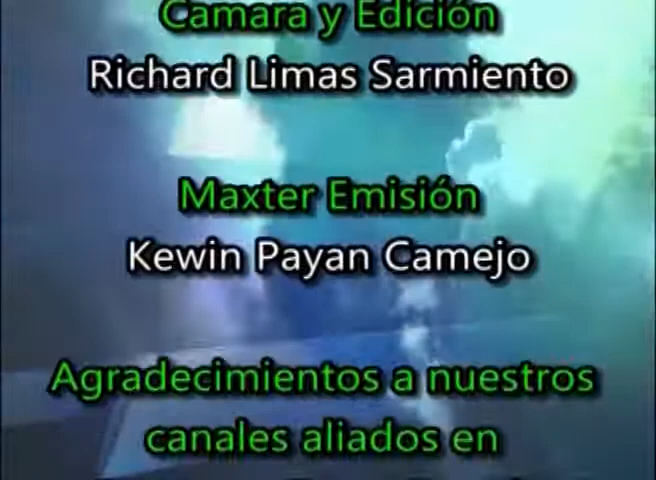 Camara y Edición
Richard Limas Sarmiento
Maxter Emisión
Kewin Payan Camejo
Agradecimientos a nuestros
canales aliados en